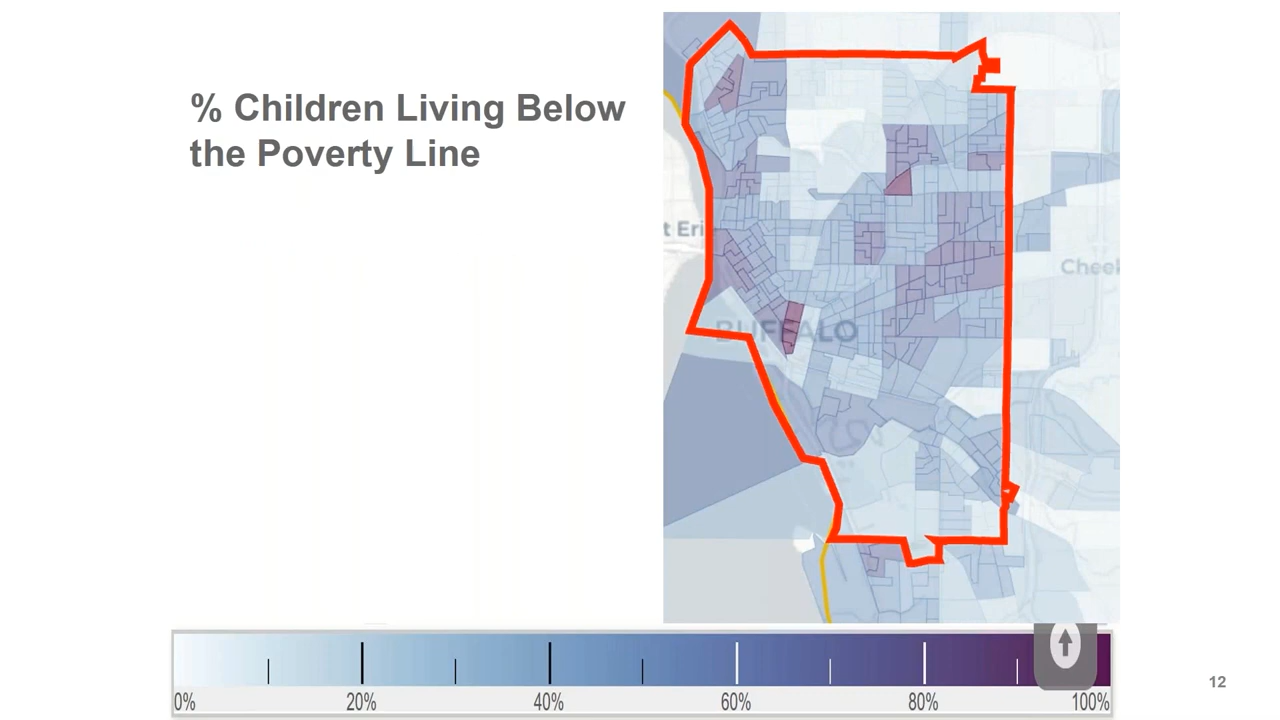 % Children Living Below
the Poverty Line
t Eri
BUFFALO
Cheek
0%
20%
40%
60%
80%
100%
12